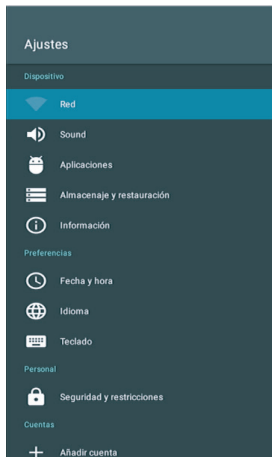 Ajustes
Dispositivo
Red
Sound
Aplicaciones
Almacenaje y restauración
Información
Preferencias
Fecha y hora
Idioma
Teclado
Personal
Seguridad y restricciones
Cuentas
Añadir cuenta